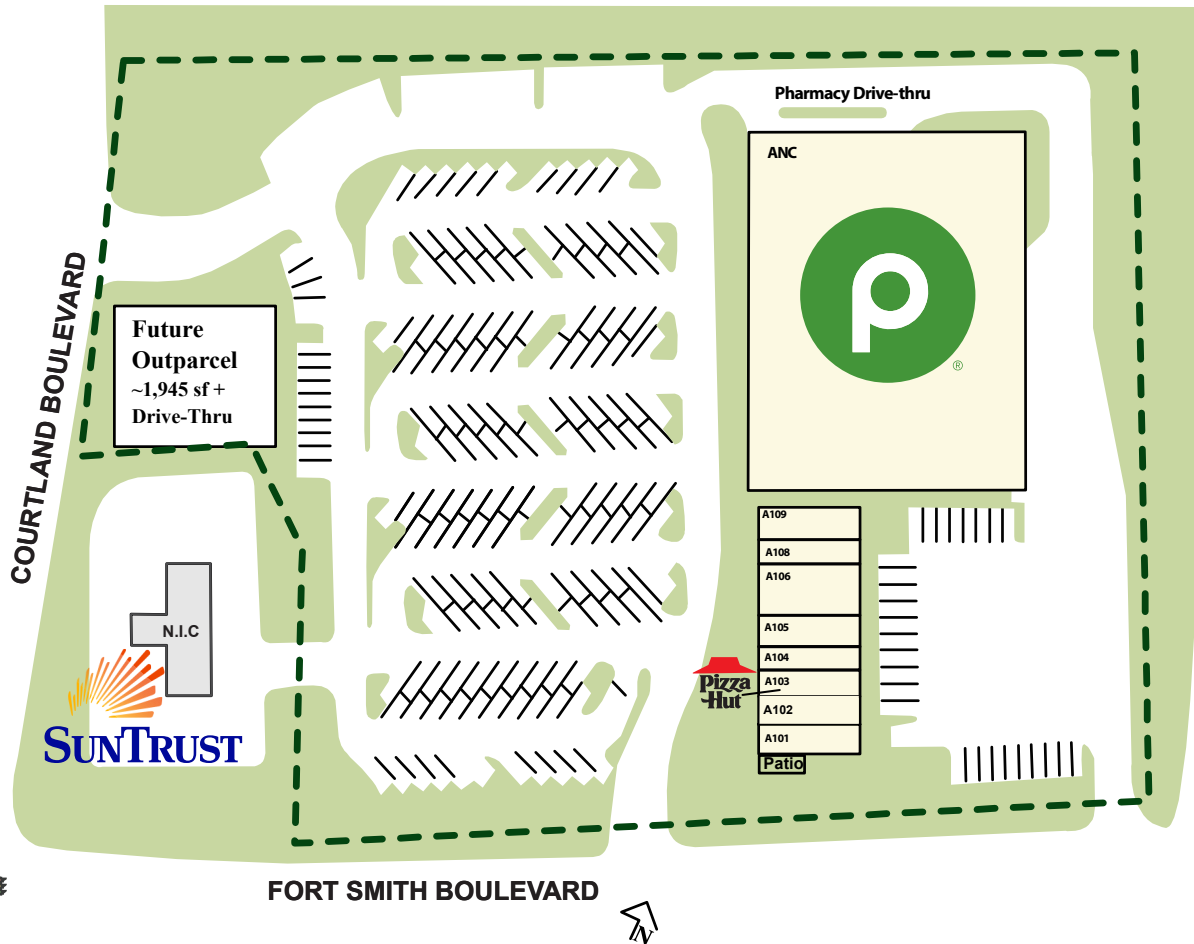 Pharmacy Drive-thru
ANC
p
®
COURTLAND BOULEVARD
Future
Outparcel
~1,945 sf +
Drive-Thru
A109
A108
A106
A105
A104
A103
A102
A101
Patio
Pizza
Hut
N.I.C
SUNTRUST
FORT SMITH BOULEVARD
N